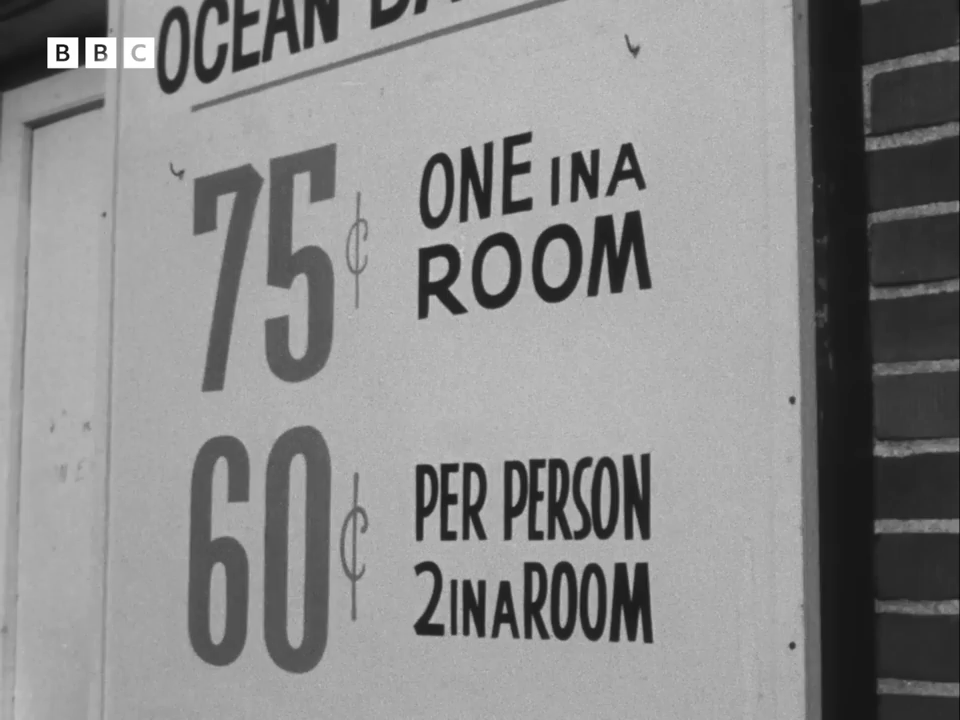 BBC
OCEAN
75¢ ONE IN A
ROOM
60¢ PER PERSON
2 IN A ROOM